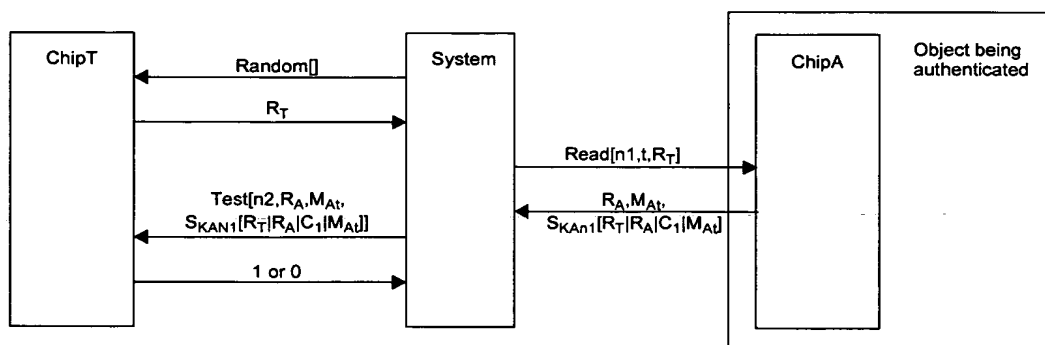 ChipT
System
ChipA
Object being
authenticated
Random[]
R_T
Read[n1,t,R_T]
Test[n2,R_A,M_At,
S_KAN1[R_T|R_A|C_1|M_At]]
R_A,M_At,
S_KAn1[R_T|R_A|C_1|M_At]
1 or 0